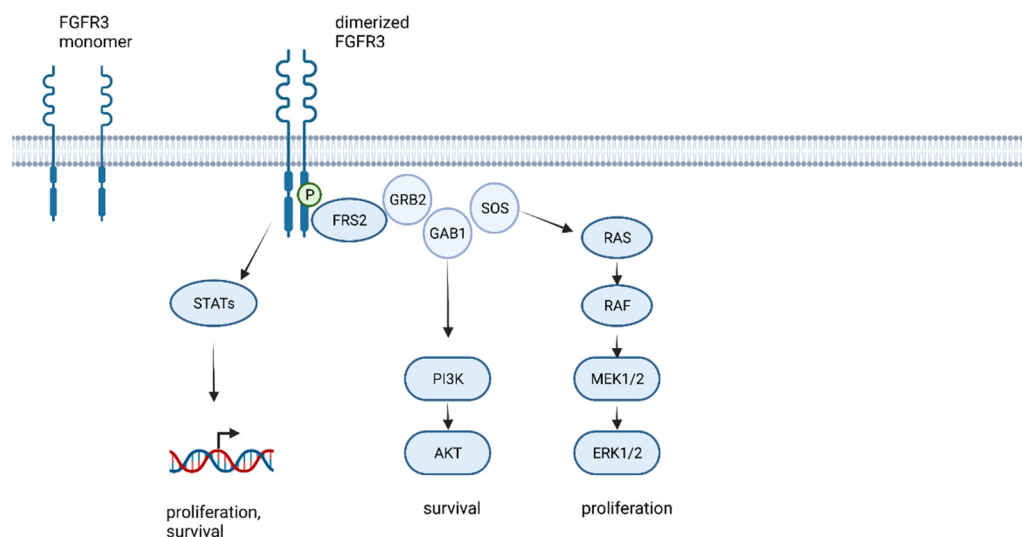 FGFR3
monomer
dimerized
FGFR3
P
FRS2
GRB2
GAB1
SOS
RAS
RAF
MEK1/2
ERK1/2
STATs
PI3K
AKT
proliferation,
survival
survival
proliferation